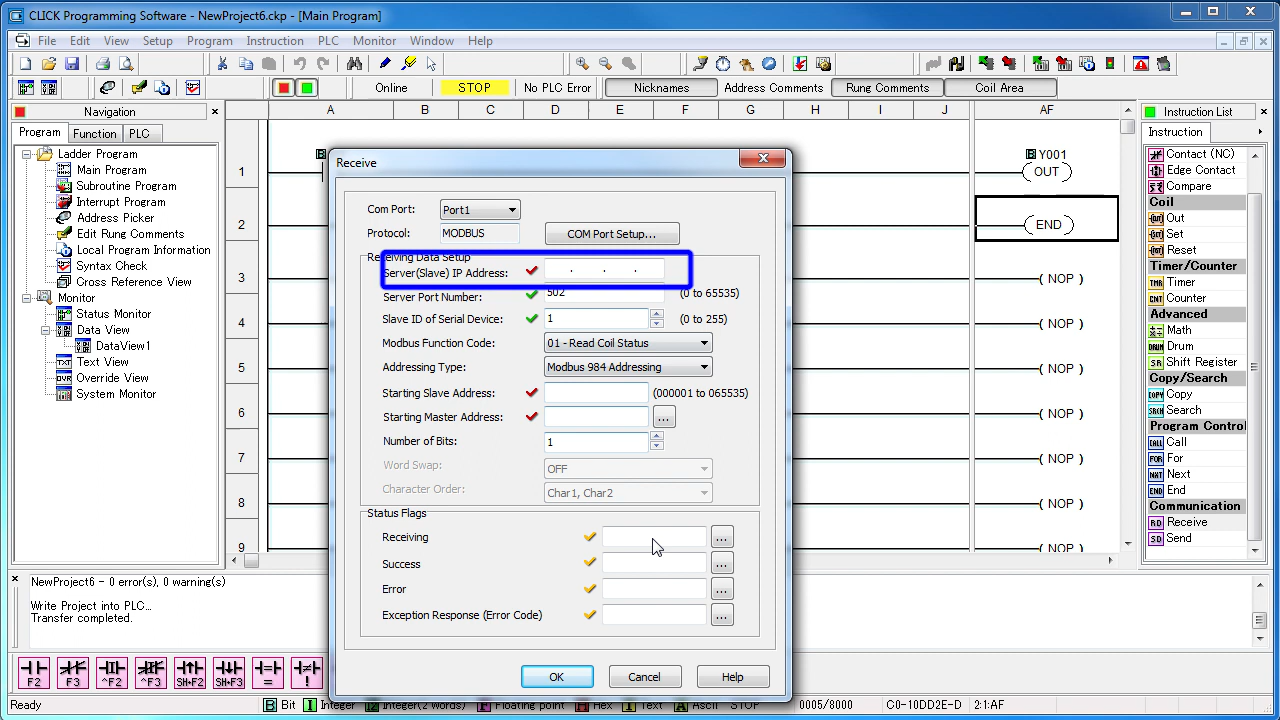 CLICK Programming Software - NewProject6.ckp - [Main Program]
File Edit View Setup Program Instruction PLC Monitor Window Help
Online STOP No PLC Error Nicknames Address Comments Rung Comments Coil Area
Navigation
Program Function PLC
Ladder Program
Main Program
Subroutine Program
Interrupt Program
Address Picker
Edit Rung Comments
Local Program Information
Syntax Check
Cross Reference View
Monitor
Status Monitor
Data View
DataView1
Text View
Override View
System Monitor
A B C D E F G H I J AF
1
2
3
4
5
6
7
8
9
B Y001
OUT
END
NOP
NOP
NOP
NOP
NOP
NOP
NOP
Receive
Com Port: Port1
Protocol: MODBUS COM Port Setup...
Receiving Data Setup
Server(Slave) IP Address: . . .
Server Port Number: 502 (0 to 65535)
Slave ID of Serial Device: 1 (0 to 255)
Modbus Function Code: 01 - Read Coil Status
Addressing Type: Modbus 984 Addressing
Starting Slave Address: (000001 to 065535)
Starting Master Address: ...
Number of Bits: 1
Word Swap: OFF
Character Order: Char1, Char2
Status Flags
Receiving ...
Success ...
Error ...
Exception Response (Error Code) ...
OK Cancel Help
Instruction List
Instruction
Contact (NC)
Edge Contact
Compare
Coil
Out
Set
Reset
Timer/Counter
Timer
Counter
Advanced
Math
Drum
Shift Register
Copy/Search
Copy
Search
Program Control
Call
For
Next
End
Communication
Receive
Send
NewProject6 - 0 error(s), 0 warning(s)
Write Project into PLC...
Transfer completed.
F2 F3 ^F2 ^F3 SH+F2 SH+F3
Ready B Bit I Integer Integer(2 words) F Floating point H Hex T Text A Ascii STOP 0005/8000 C0-10DD2E-D 2:1:AF